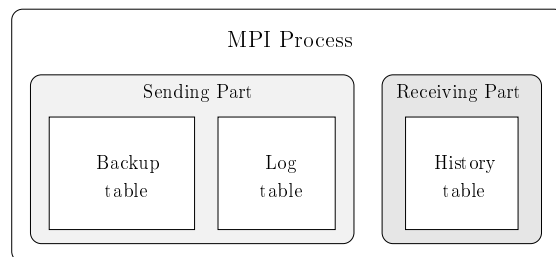 MPI Process
Sending Part
Receiving Part
Backup
table
Log
table
History
table